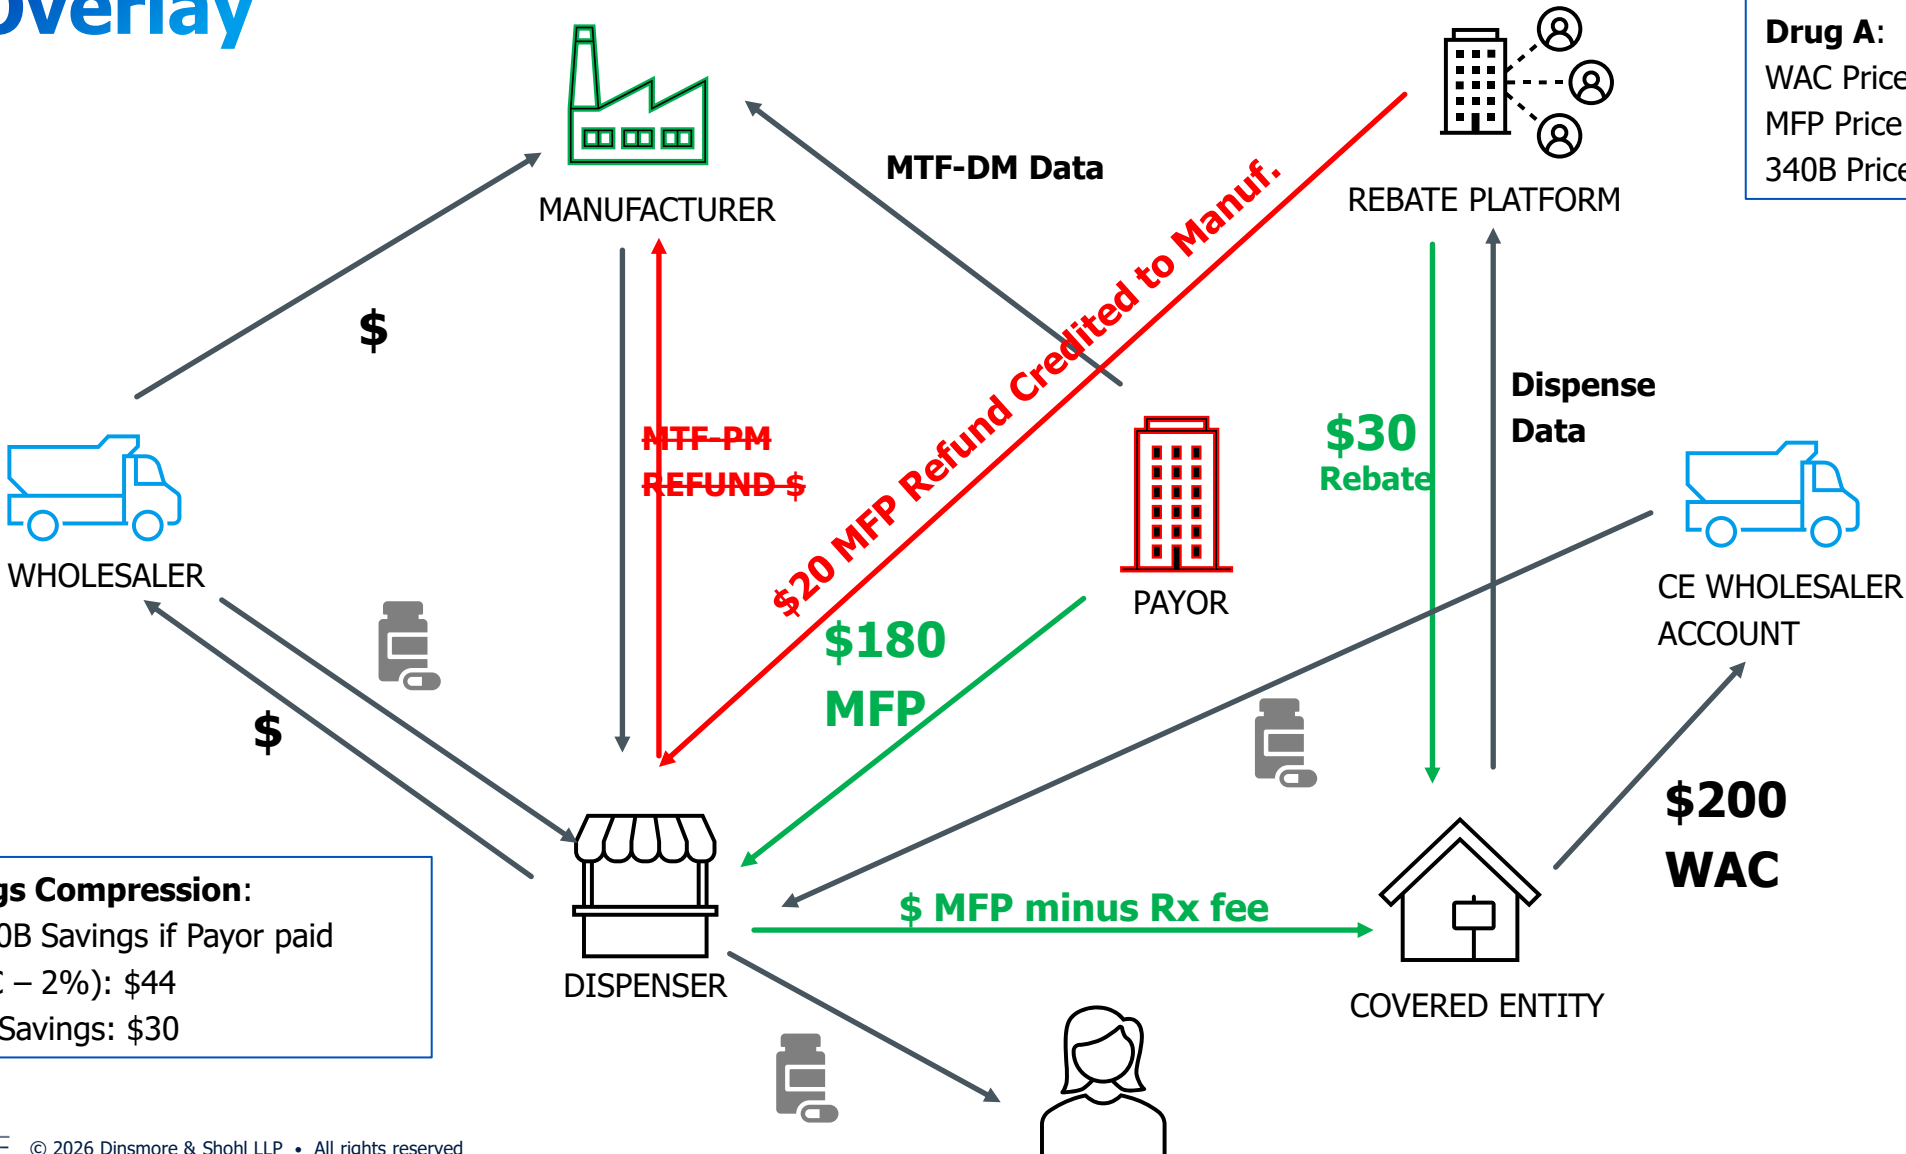 Overlay
Drug A:
WAC Price
MFP Price
340B Price
MTF-DM Data
MANUFACTURER
REBATE PLATFORM
$20 MFP Refund Credited to Manuf.
$
Dispense
Data
$30
Rebate
MTF-PM
REFUND $
WHOLESALER
PAYOR
CE WHOLESALER
ACCOUNT
$180
MFP
$
$200
WAC
gs Compression:
0B Savings if Payor paid
C – 2%): $44
Savings: $30
$ MFP minus Rx fee
DISPENSER
COVERED ENTITY
© 2026 Dinsmore & Shohl LLP • All rights reserved